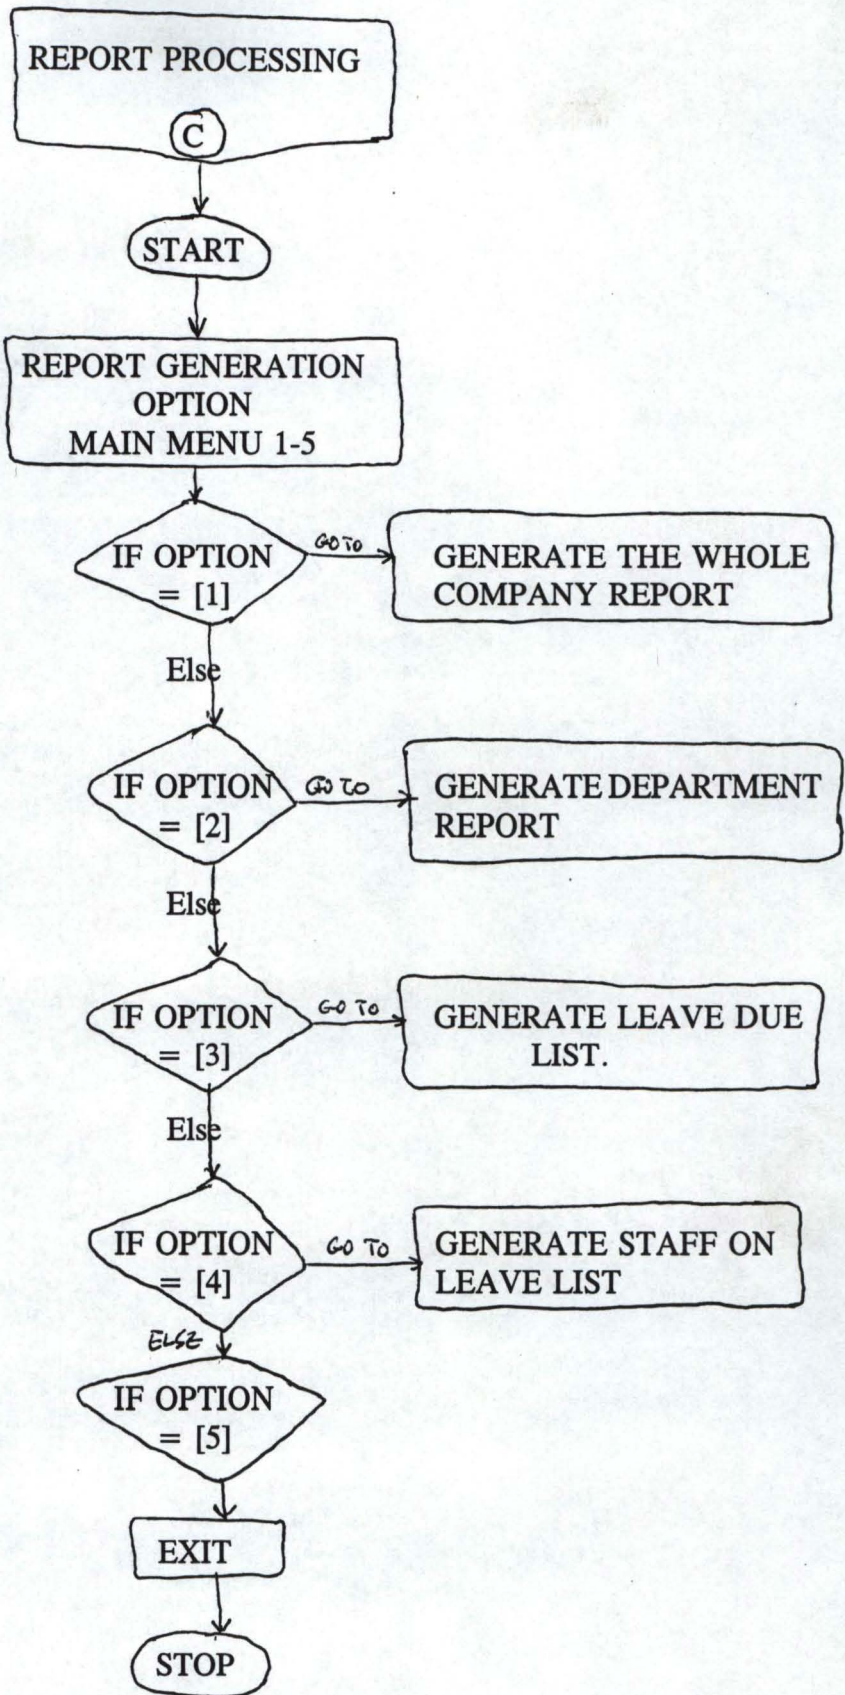 REPORT PROCESSING
C
START
REPORT GENERATION
OPTION
MAIN MENU 1-5
IF OPTION
= [1]
GO TO
GENERATE THE WHOLE
COMPANY REPORT
Else
IF OPTION
= [2]
GO TO
GENERATE DEPARTMENT
REPORT
Else
IF OPTION
= [3]
GO TO
GENERATE LEAVE DUE
LIST.
Else
IF OPTION
= [4]
GO TO
GENERATE STAFF ON
LEAVE LIST
ELSE
IF OPTION
= [5]
EXIT
STOP